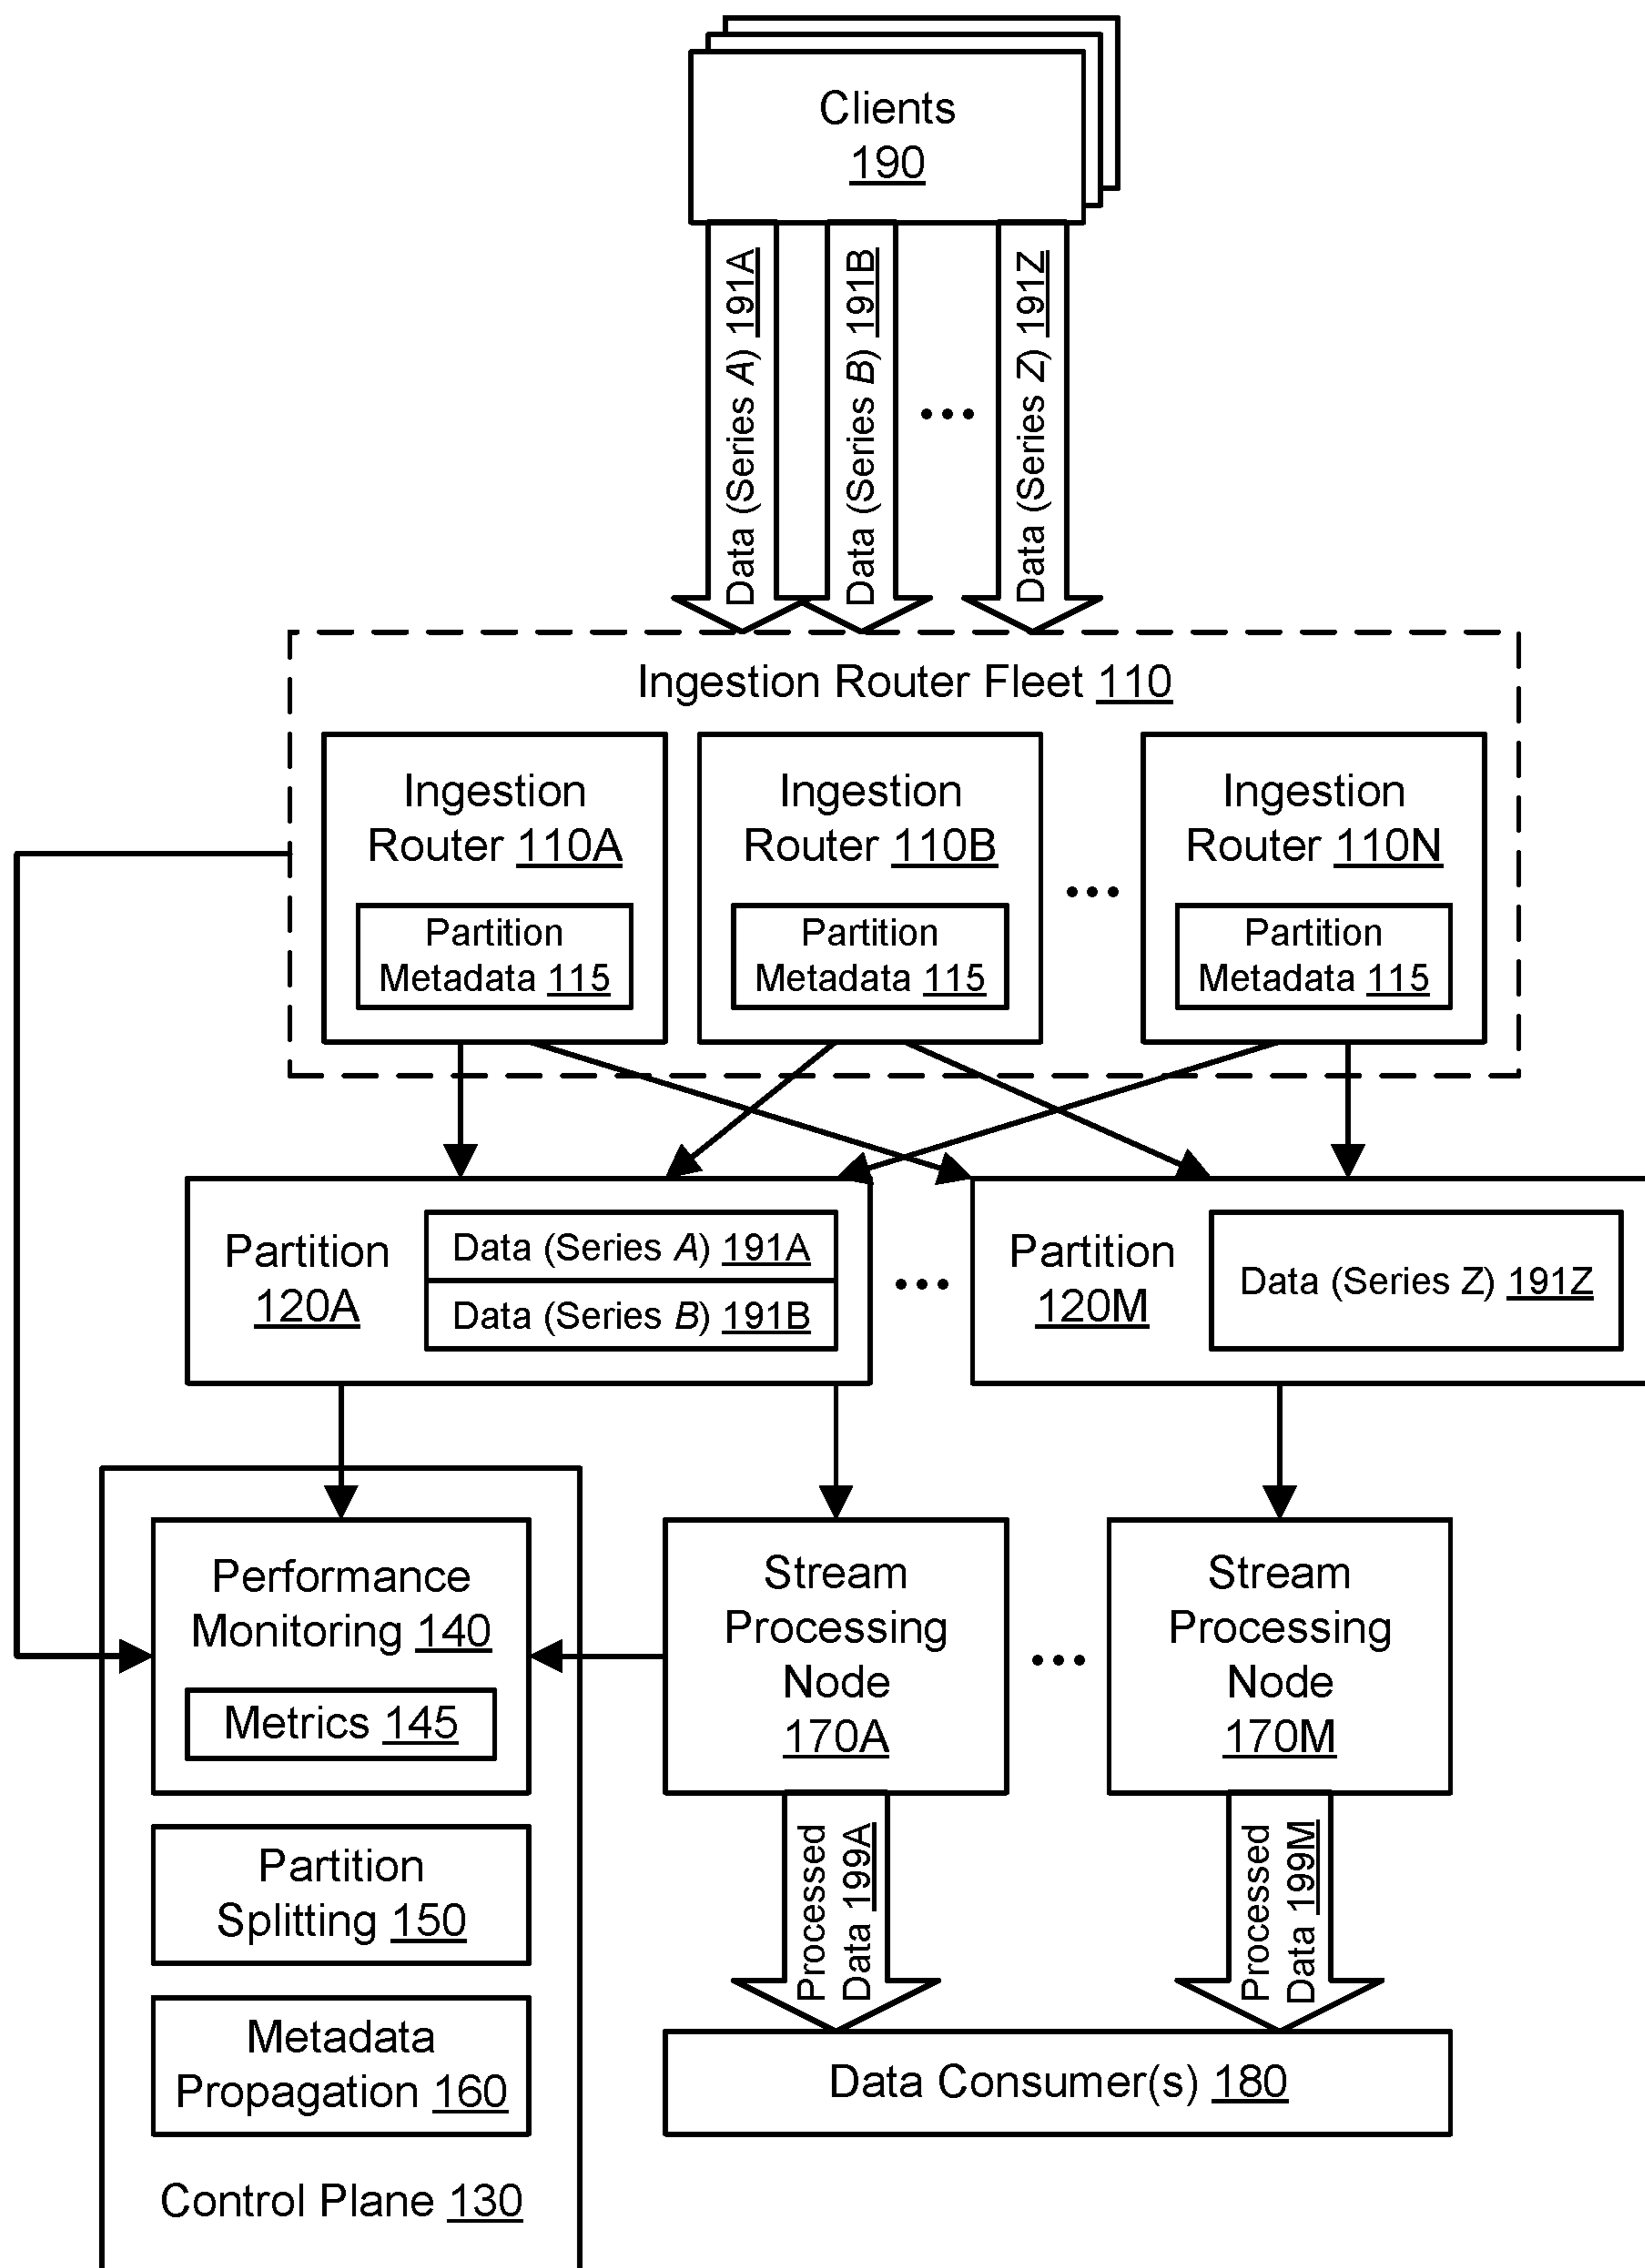 Clients
190
Data (Series A) 191A
Data (Series B) 191B
...
Data (Series Z) 191Z
Ingestion Router Fleet 110
Ingestion
Router 110A
Partition
Metadada 115
Ingestion
Router 110B
Partition
Metadada 115
...
Ingestion
Router 110N
Partition
Metadada 115
Partition
120A
Data (Series A) 191A
Data (Series B) 191B
...
Partition
120M
Data (Series Z) 191Z
Performance
Monitoring 140
Metrics 145
Partition
Splitting 150
Metadata
Propagation 160
Control Plane 130
Stream
Processing
Node
170A
...
Stream
Processing
Node
170M
Processed
Data 199A
Processed
Data 199M
Data Consumer(s) 180